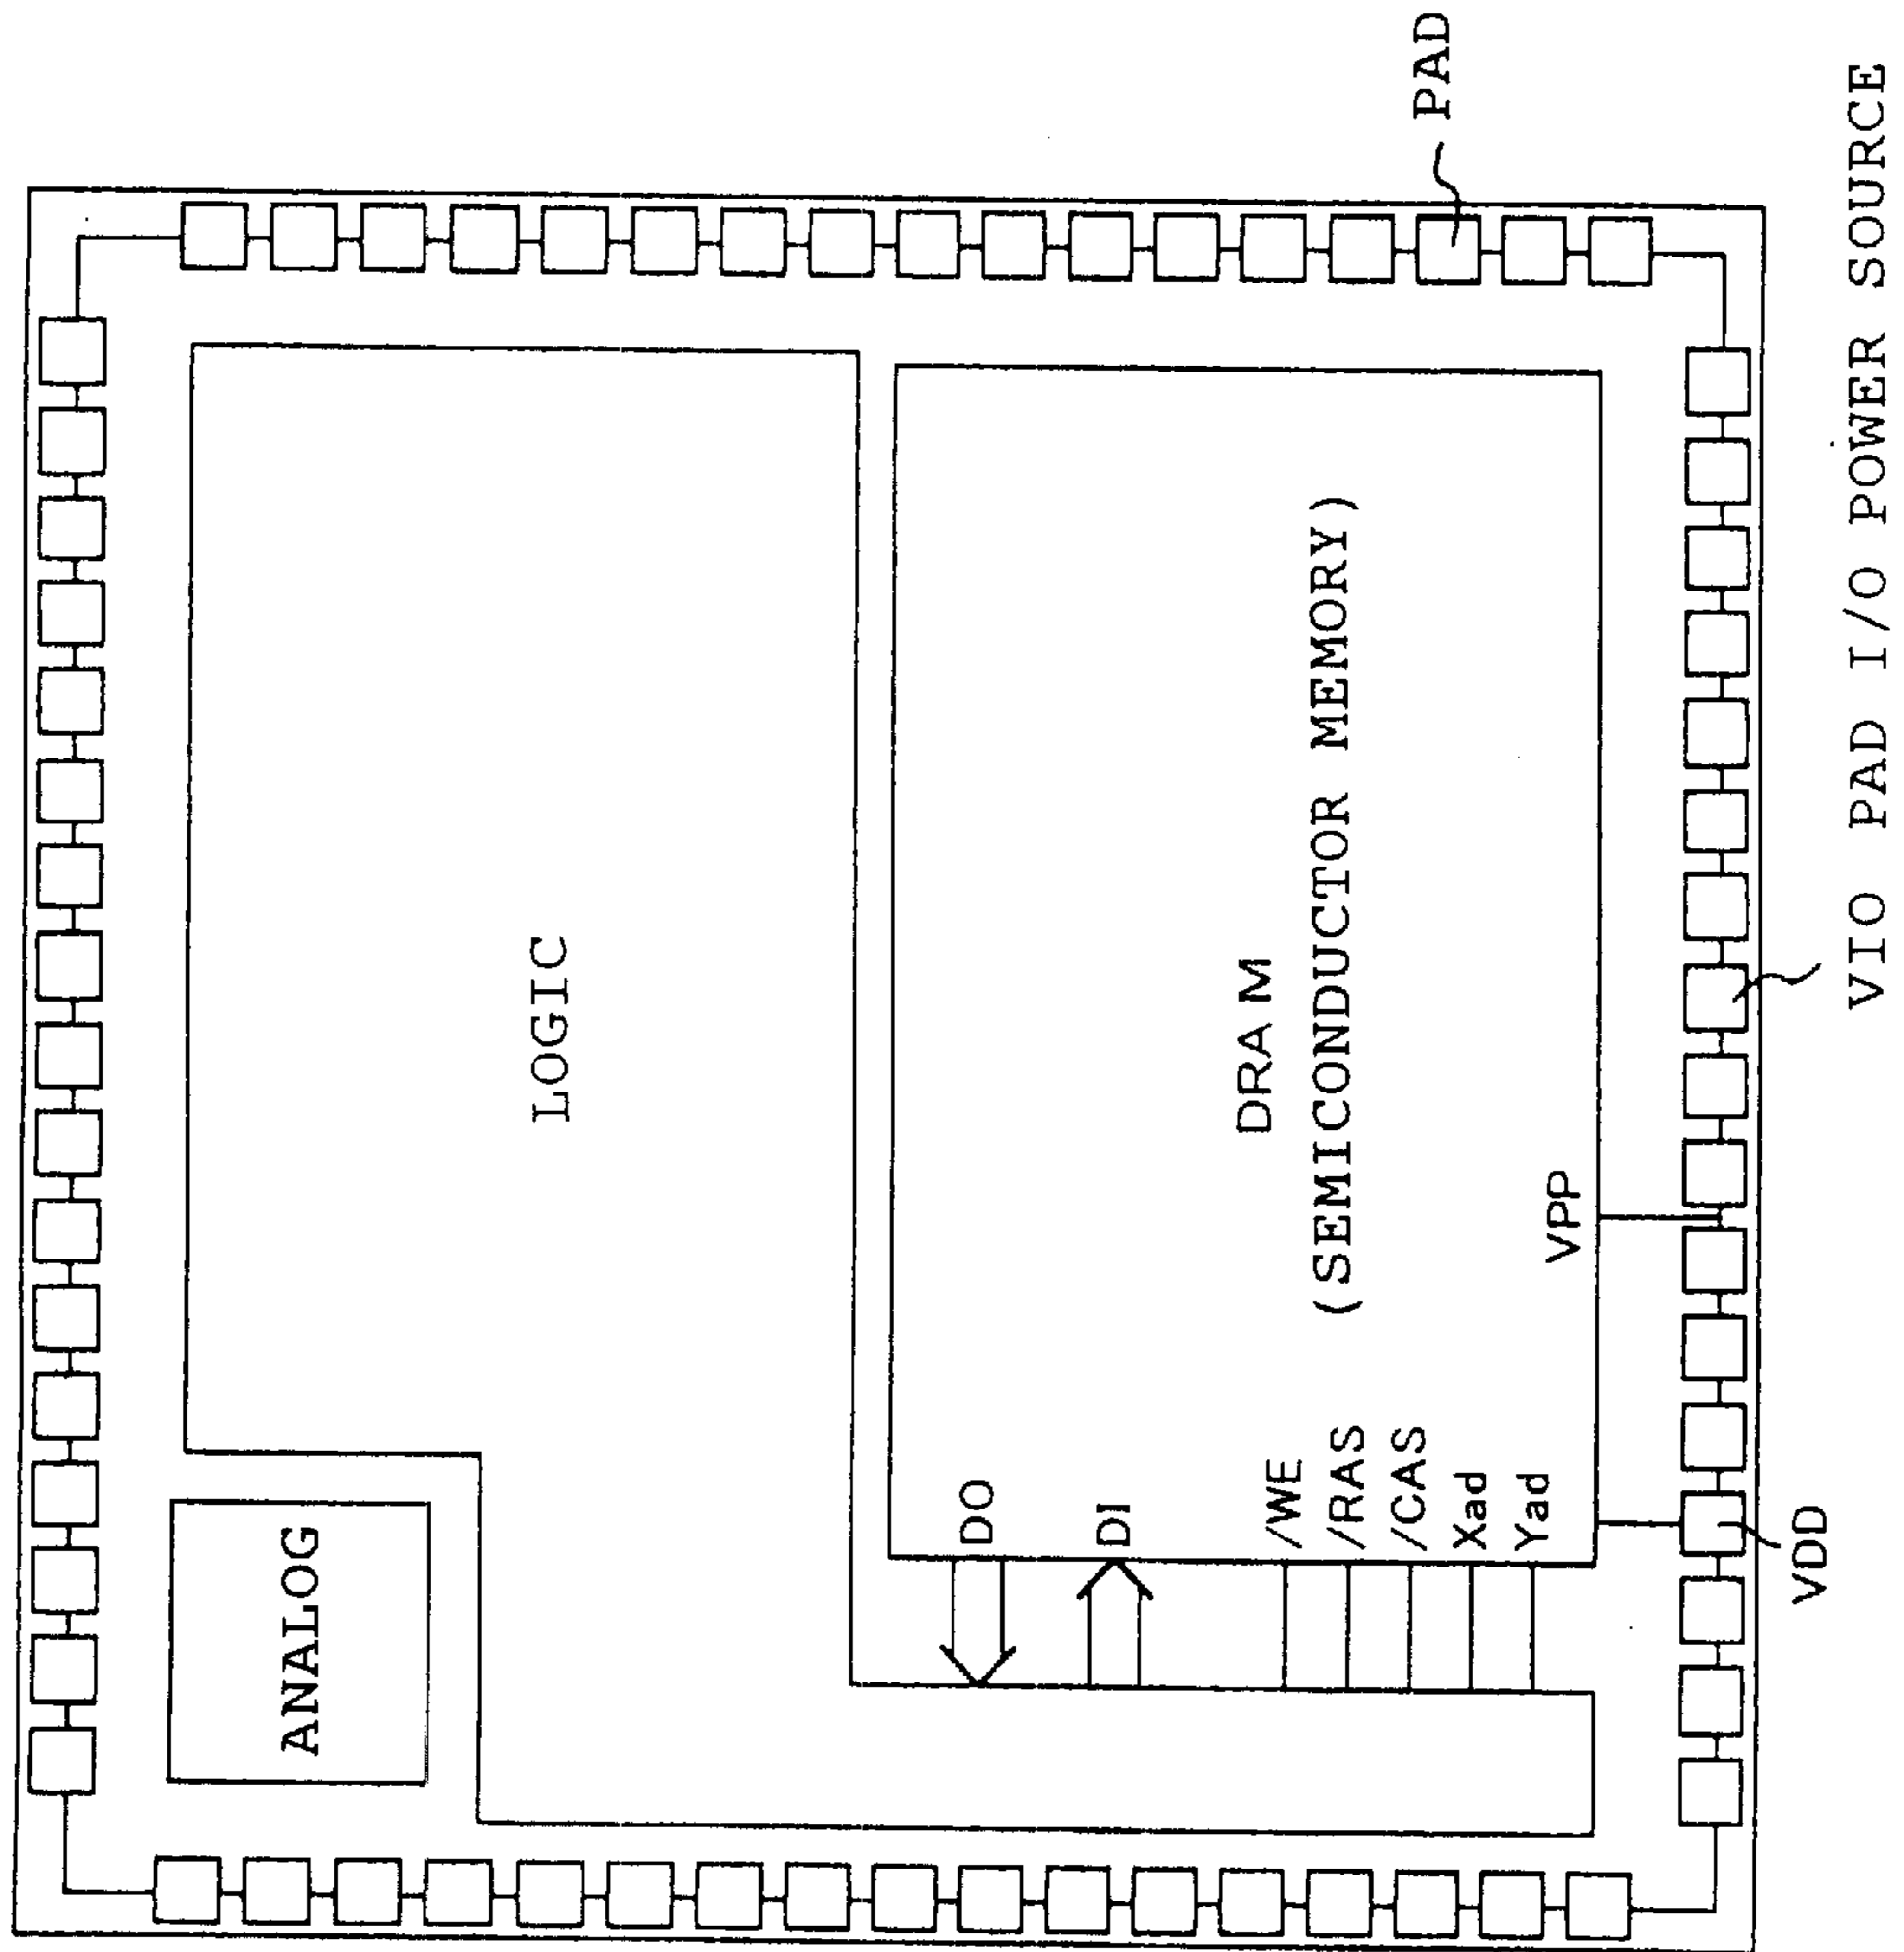 ANALOG
LOGIC
DO
DI
/WE
/RAS
/CAS
Xad
Yad
DRAM
(SEMICONDUCTOR MEMORY)
VPP
PAD
VDD
VIO PAD I/O POWER SOURCE